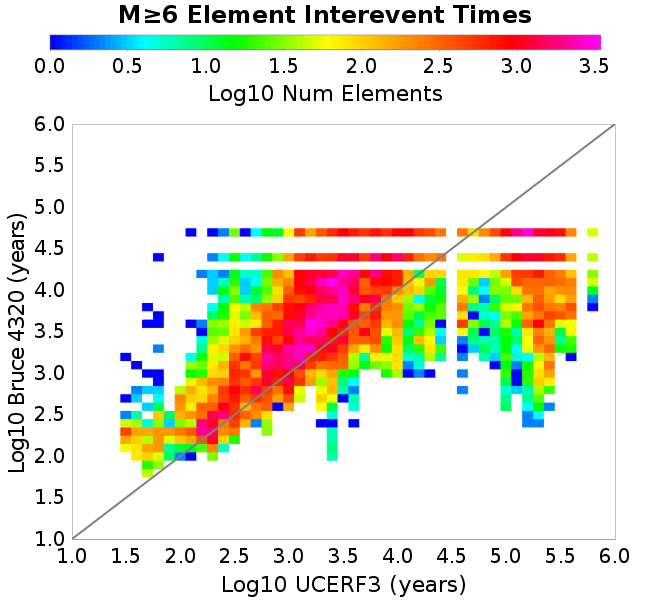 M≥6 Element Interevent Times
0.0 0.5 1.0 1.5 2.0 2.5 3.0 3.5
Log10 Num Elements
6.0
5.5
5.0
4.5
4.0
3.5
3.0
2.5
2.0
1.5
1.0
Log10 Bruce 4320 (years)
1.0 1.5 2.0 2.5 3.0 3.5 4.0 4.5 5.0 5.5 6.0
Log10 UCERF3 (years)